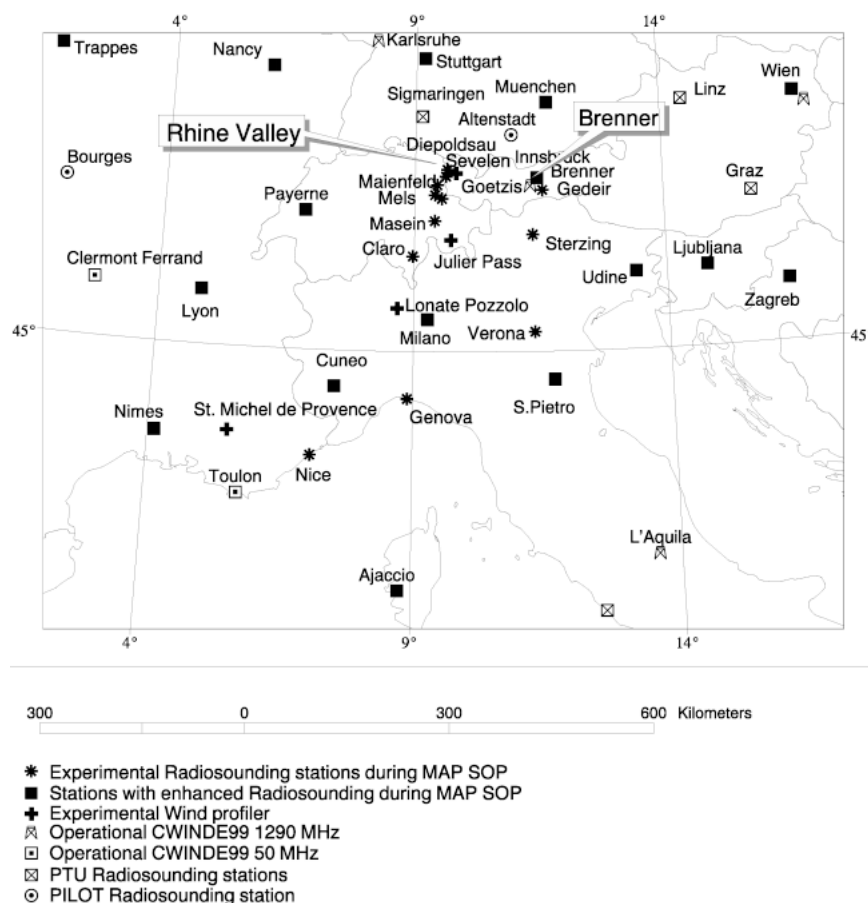 4° 9° 14°
Trappes
Nancy
Karlsruhe
Stuttgart
Muenchen
Wien
Linz
Sigmaringen
Altenstadt
Rhine Valley
Brenner
Diepoldsau
Bourges
Sevelen
Innsbruck
Maienfeld
Goetzis
Brenner
Gedeir
Graz
Payerne
Mels
Masein
Sterzing
Claro
Julier Pass
Ljubljana
Clermont Ferrand
Udine
Zagreb
Lyon
Lonate Pozzolo
45°
Milano
Verona
45
Cuneo
Nimes
St. Michel de Provence
Genova
S.Pietro
Toulon
Nice
L'Aquila
Ajaccio
4° 9° 14°
300 0 300 600 Kilometers
Experimental Radiosounding stations during MAP SOP
Stations with enhanced Radiosounding during MAP SOP
Experimental Wind profiler
Operational CWINDE99 1290 MHz
Operational CWINDE99 50 MHz
PTU Radiosounding stations
PILOT Radiosounding station